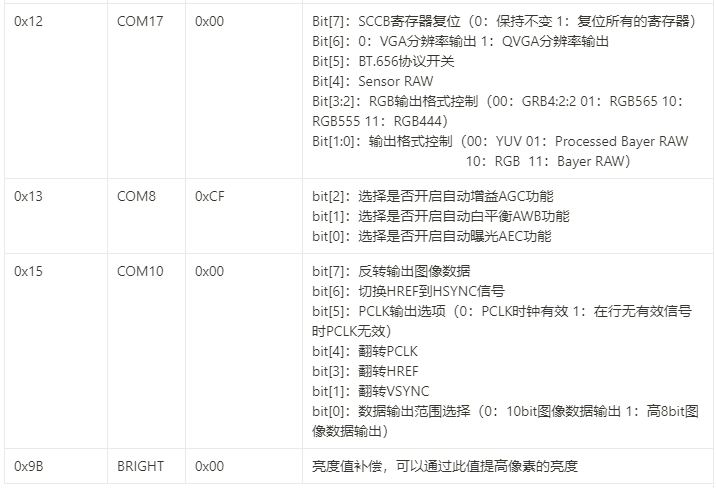 0x12 COM17 0x00 Bit[7]：SCCB寄存器复位（0：保持不变 1：复位所有的寄存器）
Bit[6]：0：VGA分辨率输出 1：QVGA分辨率输出
Bit[5]：BT.656协议开关
Bit[4]：Sensor RAW
Bit[3:2]：RGB输出格式控制（00：GRB4:2:2 01：RGB565 10：
RGB555 11：RGB444）
Bit[1:0]：输出格式控制（00：YUV 01：Processed Bayer RAW
10：RGB 11：Bayer RAW）
0x13 COM8 0xCF bit[2]：选择是否开启自动增益AGC功能
bit[1]：选择是否开启自动白平衡AWB功能
bit[0]：选择是否开启自动曝光AEC功能
0x15 COM10 0x00 bit[7]：反转输出图像数据
bit[6]：切换HREF到HSYNC信号
bit[5]：PCLK输出选项（0：PCLK时钟有效 1：在行无有效信号
时PCLK无效）
bit[4]：翻转PCLK
bit[3]：翻转HREF
bit[1]：翻转VSYNC
bit[0]：数据输出范围选择（0：10bit图像数据输出 1：高8bit图
像数据输出）
0x9B BRIGHT 0x00 亮度值补偿，可以通过此值提高像素的亮度